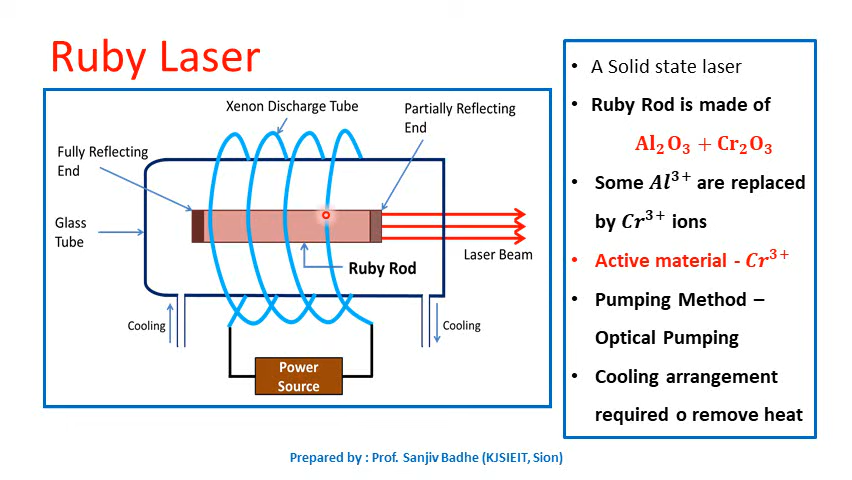 Ruby Laser
Xenon Discharge Tube
Partially Reflecting
End
Fully Reflecting
End
Glass
Tube
Laser Beam
Ruby Rod
Cooling
Cooling
Power
Source
• A Solid state laser
• Ruby Rod is made of
Al₂O₃ + Cr₂O₃
• Some Al³⁺ are replaced
by Cr³⁺ ions
• Active material - Cr³⁺
• Pumping Method –
Optical Pumping
• Cooling arrangement
required o remove heat
Prepared by : Prof. Sanjiv Badhe (KJSIEIT, Sion)